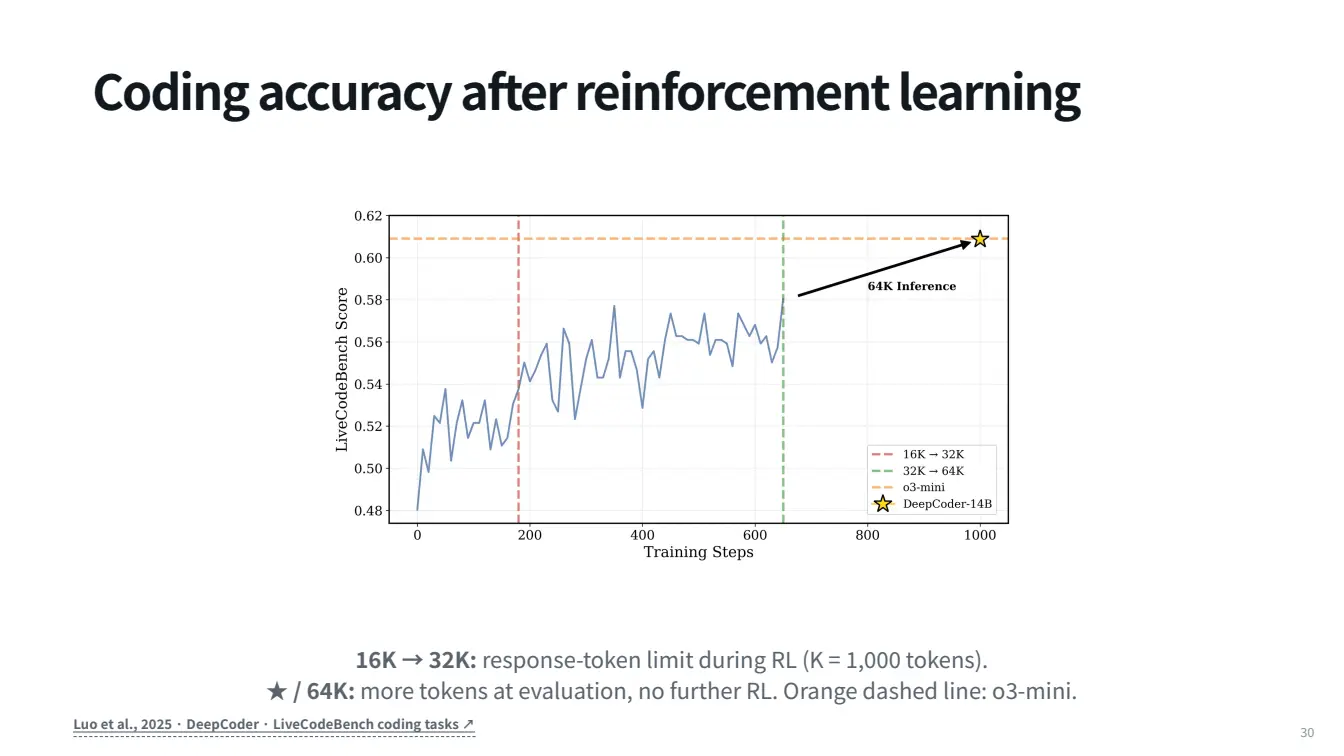 Coding accuracy after reinforcement learning
0.62
0.60
0.58
0.56
0.54
0.52
0.50
0.48
LiveCodeBench Score
64K Inference
16K → 32K
32K → 64K
o3-mini
DeepCoder-14B
0 200 400 600 800 1000
Training Steps
16K → 32K: response-token limit during RL (K = 1,000 tokens).
★ / 64K: more tokens at evaluation, no further RL. Orange dashed line: o3-mini.
Luo et al., 2025 · DeepCoder · LiveCodeBench coding tasks ↗
30